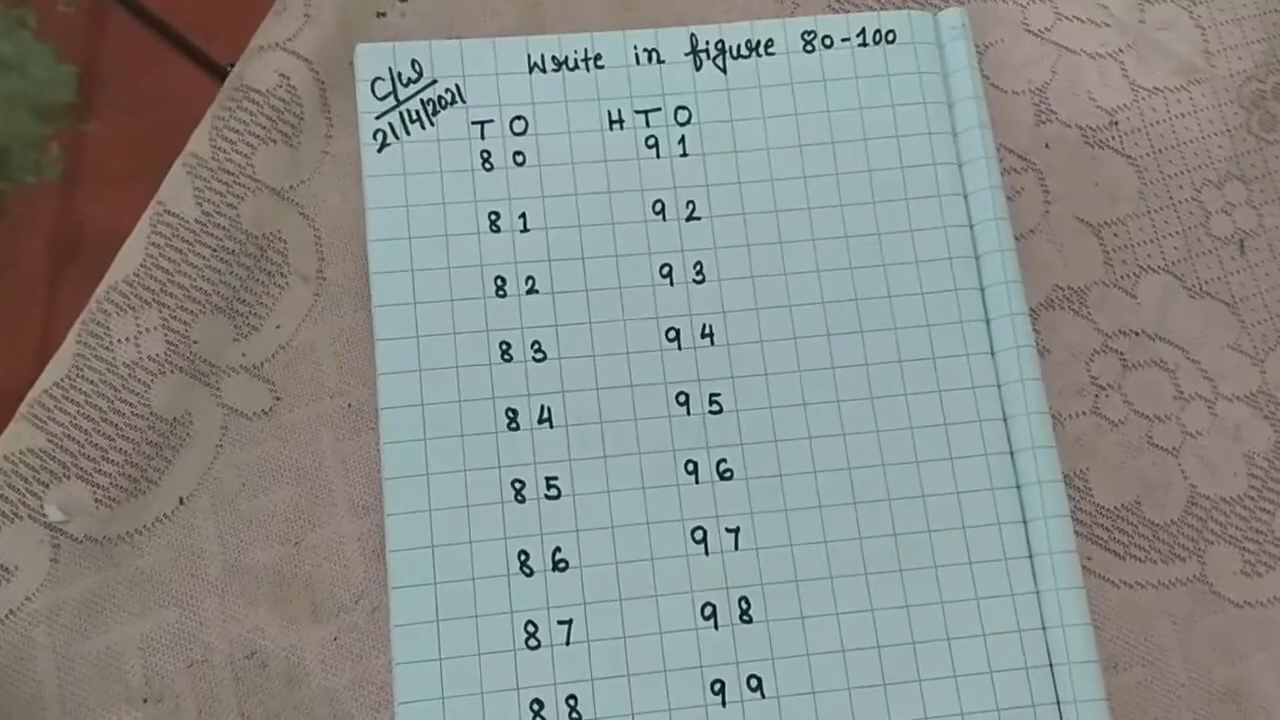 C/W
21/4/2021
Write in figure 80-100
T O H T O
8 0 9 1
8 1 9 2
8 2 9 3
8 3 9 4
8 4 9 5
8 5 9 6
8 6 9 7
8 7 9 8
8 8 9 9